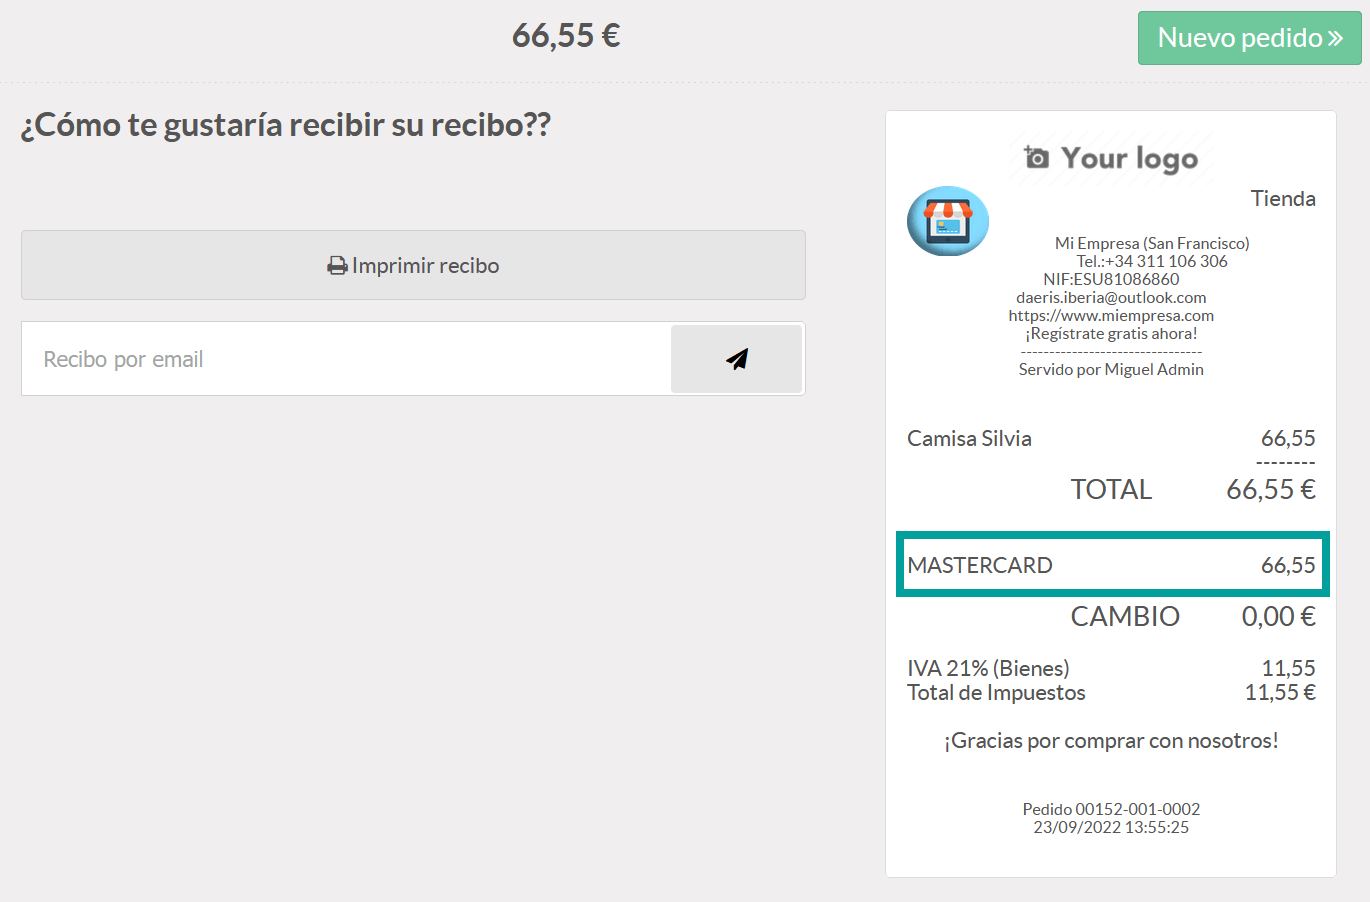 66,55 €
Nuevo pedido »
¿Cómo te gustaría recibir su recibo??
Imprimir recibo
Recibo por email
Your logo
Tienda
Mi Empresa (San Francisco)
Tel.:+34 311 106 306
NIF:ESU81086860
daeris.iberia@outlook.com
https://www.miempresa.com
¡Regístrate gratis ahora!
--------------------------------
Servido por Miguel Admin
Camisa Silvia 66,55
--------
TOTAL 66,55 €
MASTERCARD 66,55
CAMBIO 0,00 €
IVA 21% (Bienes) 11,55
Total de Impuestos 11,55 €
¡Gracias por comprar con nosotros!
Pedido 00152-001-0002
23/09/2022 13:55:25